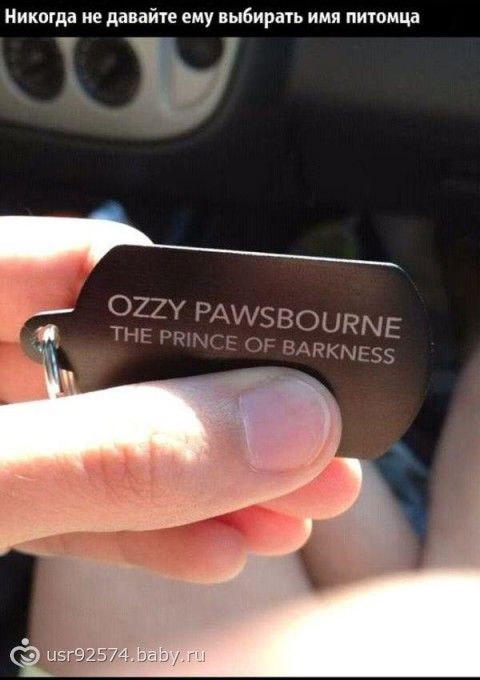 Никогда не давайте ему выбирать имя питомца
OZZY PAWSBOURNE
THE PRINCE OF BARKNESS
usr92574.baby.ru